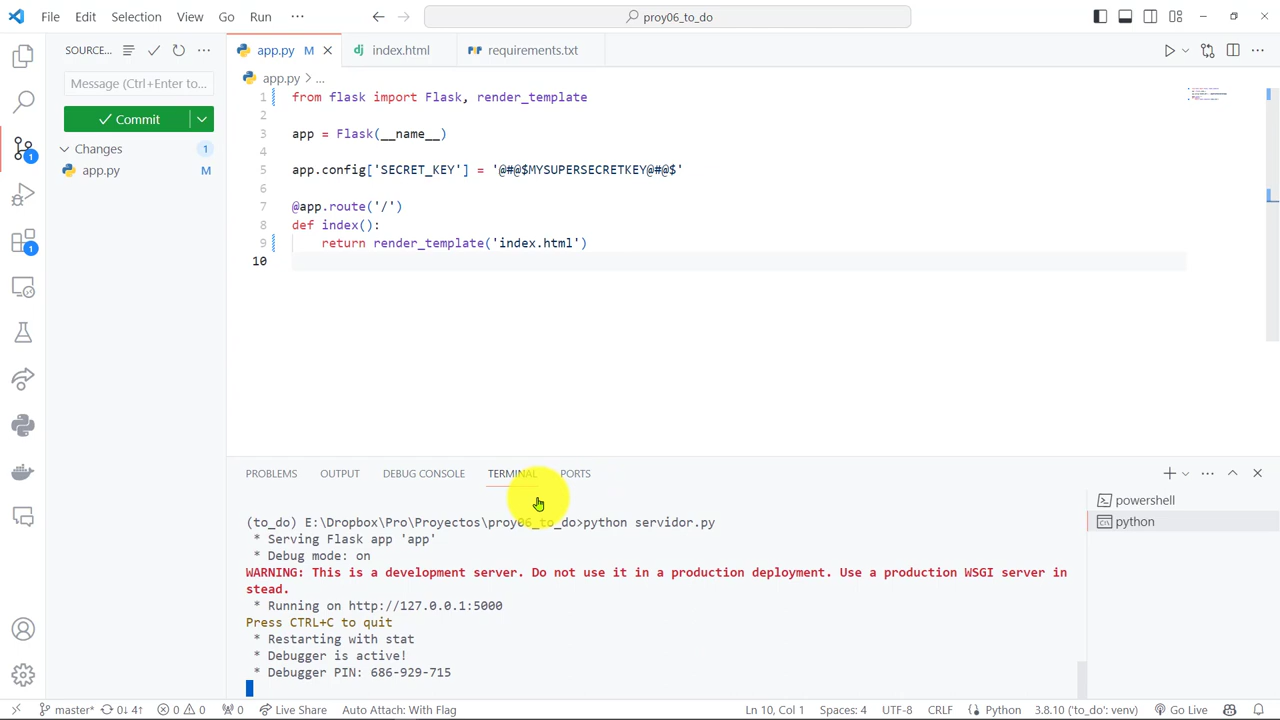 File Edit Selection View Go Run ··· proy06_to_do
SOURCE... ···
app.py M index.html requirements.txt
Message (Ctrl+Enter to...
app.py > ...
Commit
Changes 1
app.py M
1
1
1 from flask import Flask, render_template
2
3 app = Flask(__name__)
4
5 app.config['SECRET_KEY'] = '@#@$MYSUPERSECRETKEY@#@$'
6
7 @app.route('/')
8 def index():
9 return render_template('index.html')
10
PROBLEMS OUTPUT DEBUG CONSOLE TERMINAL PORTS
powershell
python
(to_do) E:\Dropbox\Pro\Proyectos\proy06_to_do>python servidor.py
* Serving Flask app 'app'
* Debug mode: on
WARNING: This is a development server. Do not use it in a production deployment. Use a production WSGI server in
stead.
* Running on http://127.0.0.1:5000
Press CTRL+C to quit
* Restarting with stat
* Debugger is active!
* Debugger PIN: 686-929-715
master* 0↓ 4↑ 0 0 0 Live Share Auto Attach: With Flag Ln 10, Col 1 Spaces: 4 UTF-8 CRLF Python 3.8.10 ('to_do': venv) Go Live